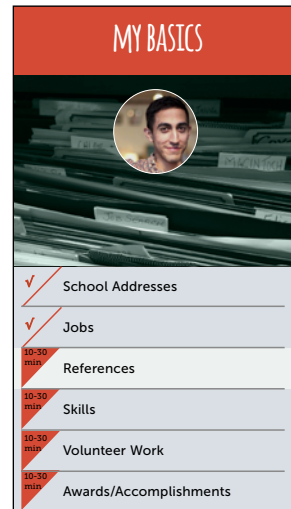 MY BASICS
MACINTOSH
√
School Addresses
√
Jobs
10-30
min
References
10-30
min
Skills
10-30
min
Volunteer Work
10-30
min
Awards/Accomplishments